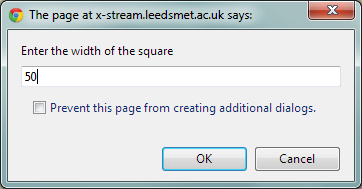 The page at x-stream.leedsmet.ac.uk says:
Enter the width of the square
50
Prevent this page from creating additional dialogs.
OK Cancel